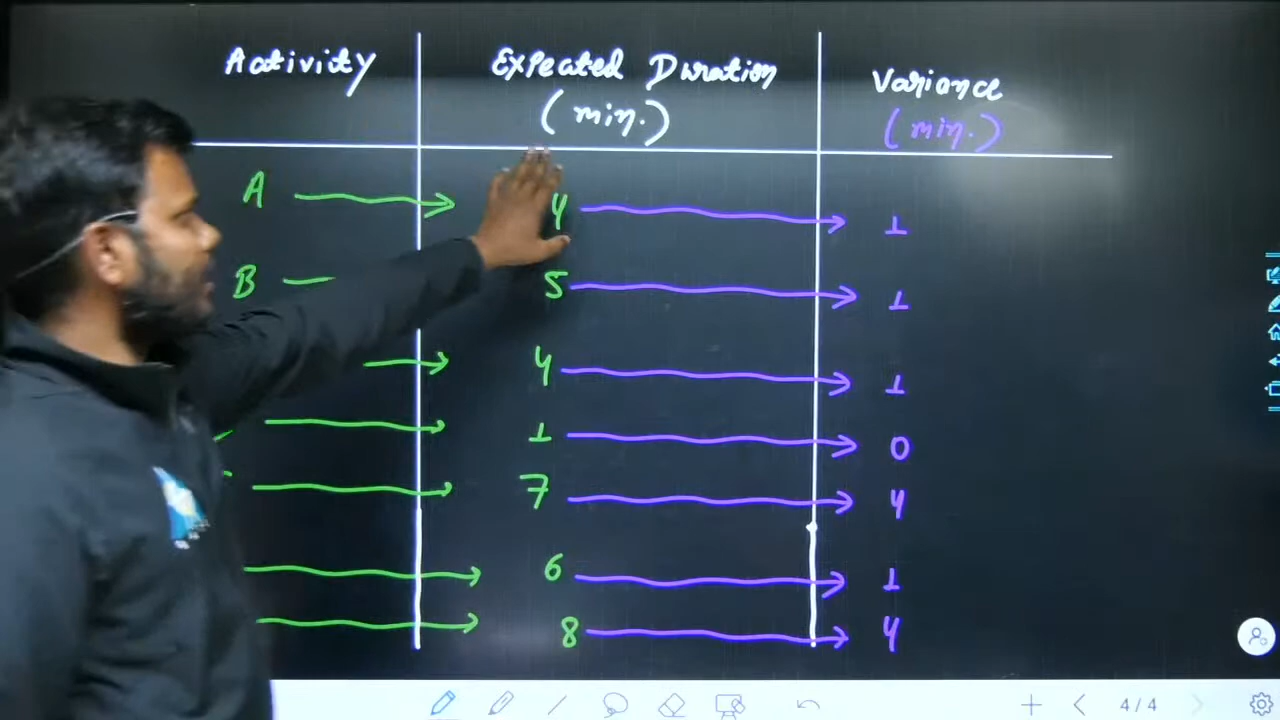 Activity Expeated Duration Variance
(min.) (min.)
A 4 1
B 5 1
4 1
1 0
7 4
6 1
8 4
4/4